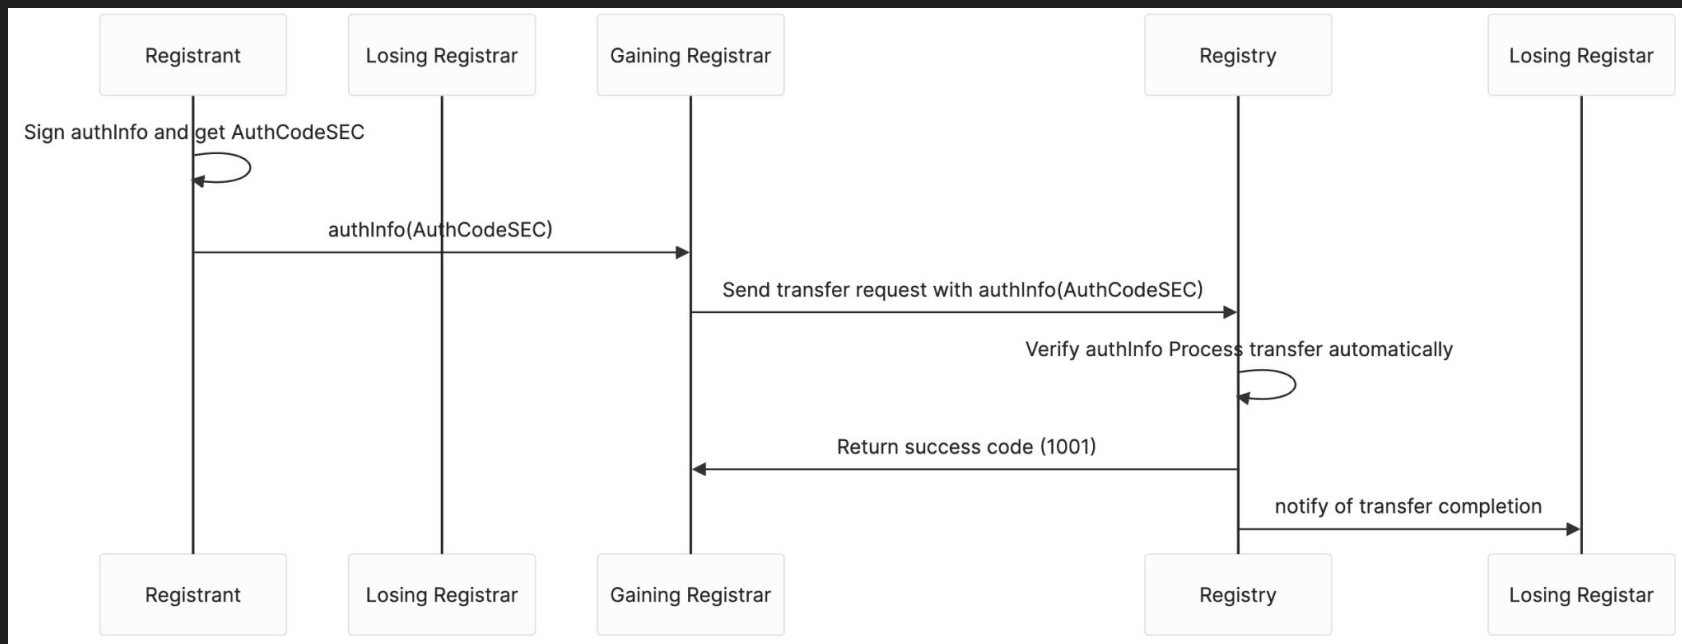 Registrant
Losing Registrar
Gaining Registrar
Registry
Losing Registar
Sign authInfo and get AuthCodeSEC
authInfo(AuthCodeSEC)
Send transfer request with authInfo(AuthCodeSEC)
Verify authInfo Process transfer automatically
Return success code (1001)
notify of transfer completion
Registrant
Losing Registrar
Gaining Registrar
Registry
Losing Registar